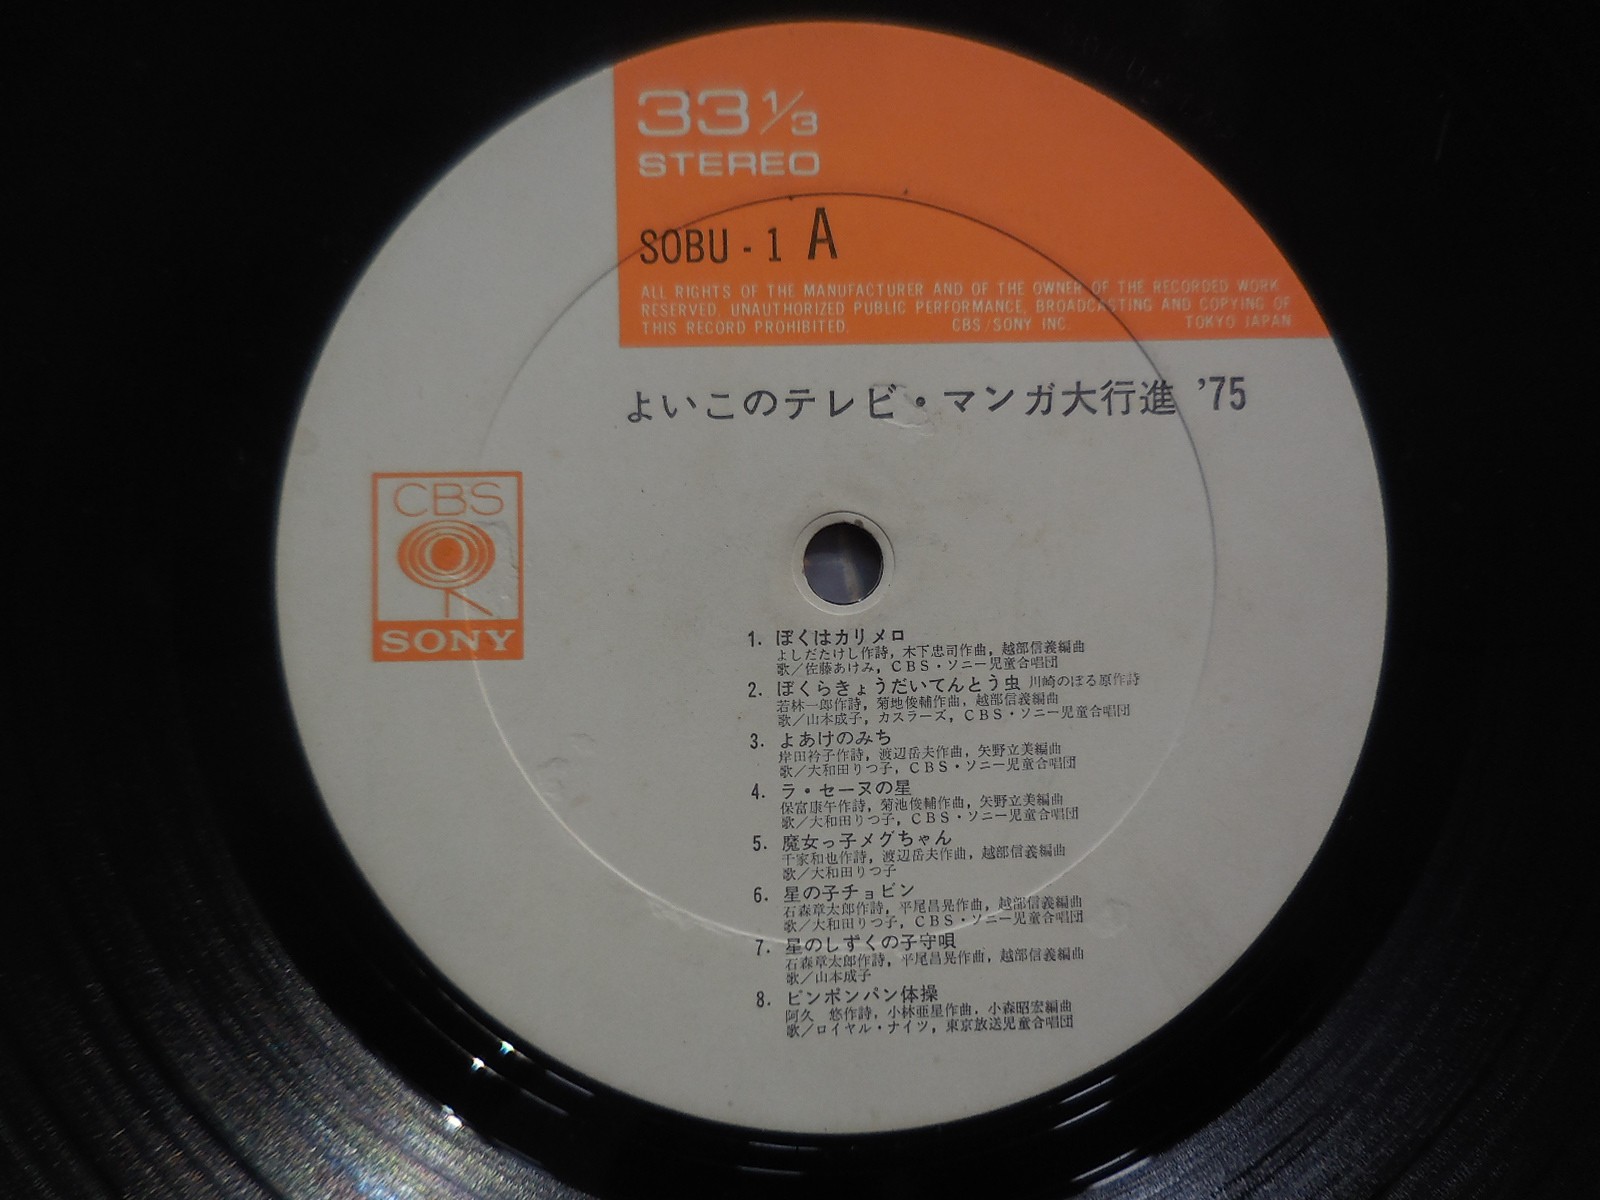 33 1/3
STEREO
SOBU - 1 A
ALL RIGHTS OF THE MANUFACTURER AND OF THE OWNER OF THE RECORDED WORK
RESERVED. UNAUTHORIZED PUBLIC PERFORMANCE, BROADCASTING AND COPYING OF
THIS RECORD PROHIBITED. CBS/SONY INC. TOKYO JAPAN
よいこのテレビ・マンガ大行進 '75
CBS
SONY
1. ぼくはカリメロ
よしだたけし作詩, 木下忠司作曲, 越部信義編曲
歌／佐藤あけみ, CBS・ソニー児童合唱団
2. ぼくらきょうだいてんとう虫 川崎のぼる原作詩
若林一郎作詩, 菊地俊輔作曲, 越部信義編曲
歌／山本成子, カスラーズ, CBS・ソニー児童合唱団
3. よあけのみち
岸田衿子作詩, 渡辺岳夫作曲, 矢野立美編曲
歌／大和田りつ子, CBS・ソニー児童合唱団
4. ラ・セーヌの星
保富康午作詩, 菊池俊輔作曲, 矢野立美編曲
歌／大和田りつ子, CBS・ソニー児童合唱団
5. 魔女っ子メグちゃん
千家和也作詩, 渡辺岳夫作曲, 越部信義編曲
歌／大和田りつ子
6. 星の子チョビン
石森章太郎作詩, 平尾昌晃作曲, 越部信義編曲
歌／大和田りつ子, CBS・ソニー児童合唱団
7. 星のしずくの子守唄
石森章太郎作詩, 平尾昌晃作曲, 越部信義編曲
歌／山本成子
8. ピンポンパン体操
阿久 悠作詩, 小林亜星作曲, 小森昭宏編曲
歌／ロイヤル・ナイツ, 東京放送児童合唱団